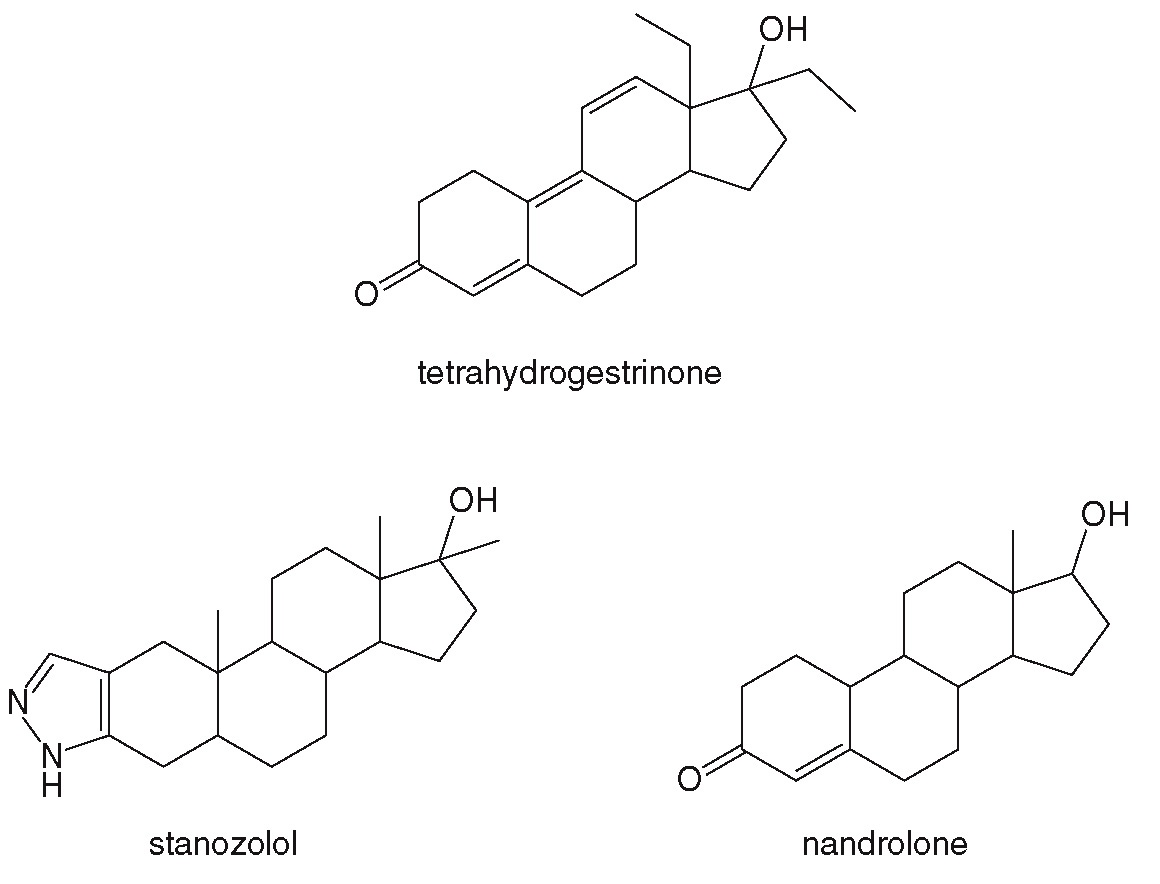 OH
O
tetrahydrogestrinone
OH
N
N
H
stanozolol
OH
O
nandrolone